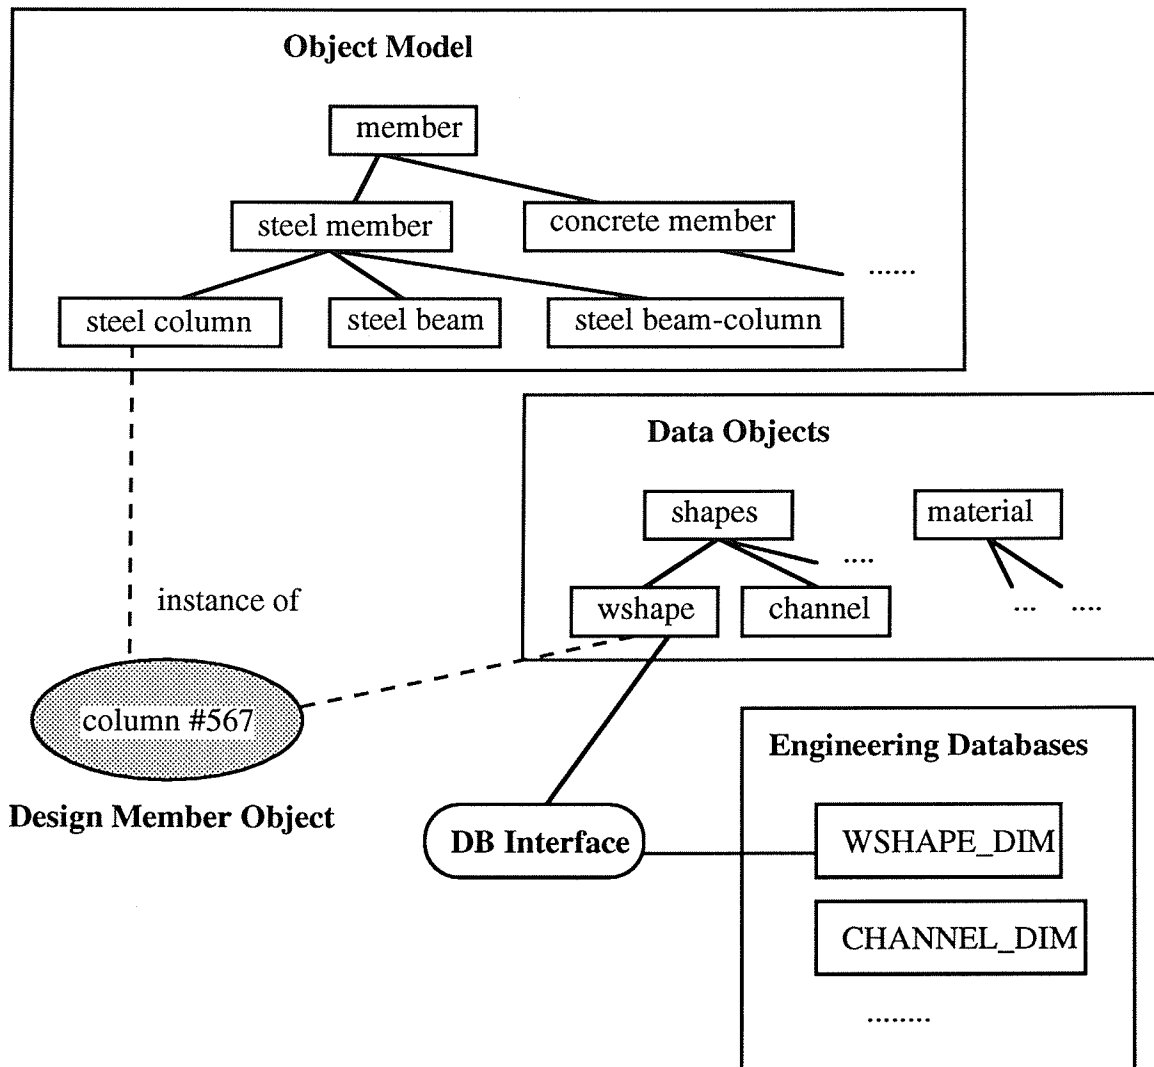 Object Model
member
steel member
concrete member
......
steel column
steel beam
steel beam-column
Data Objects
shapes
material
....
wshape
channel
...
....
instance of
column #567
Engineering Databases
Design Member Object
DB Interface
WSHAPE_DIM
CHANNEL_DIM
........